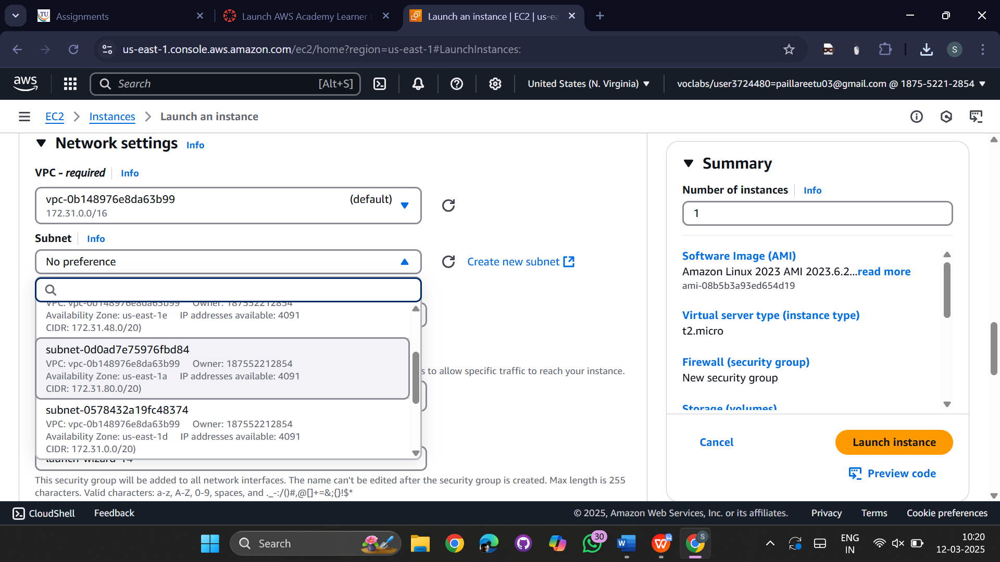 Assignments
Launch AWS Academy Learner
Launch an instance | EC2 | us-ea
us-east-1.console.aws.amazon.com/ec2/home?region=us-east-1#LaunchInstances:
S
aws
Search
[Alt+S]
United States (N. Virginia)
voclabs/user3724480=paillareetu03@gmail.com @ 1875-5221-2854
EC2
Instances
Launch an instance
Network settings Info
VPC - required Info
vpc-0b148976e8da63b99 (default)
172.31.0.0/16
Subnet Info
No preference
Create new subnet
VPC: vpc-0b148976e8da63b99 Owner: 187552212854
Availability Zone: us-east-1e IP addresses available: 4091
CIDR: 172.31.48.0/20)
subnet-0d0ad7e75976fbd84
VPC: vpc-0b148976e8da63b99 Owner: 187552212854
Availability Zone: us-east-1a IP addresses available: 4091
CIDR: 172.31.80.0/20)
s to allow specific traffic to reach your instance.
subnet-0578432a19fc48374
VPC: vpc-0b148976e8da63b99 Owner: 187552212854
Availability Zone: us-east-1d IP addresses available: 4091
CIDR: 172.31.0.0/20)
launch-wizard-14
This security group will be added to all network interfaces. The name can't be edited after the security group is created. Max length is 255
characters. Valid characters: a-z, A-Z, 0-9, spaces, and ._-:/()#,@[]+=&;{}!$*
Summary
Number of instances Info
1
Software Image (AMI)
Amazon Linux 2023 AMI 2023.6.2...read more
ami-08b5b3a93ed654d19
Virtual server type (instance type)
t2.micro
Firewall (security group)
New security group
Storage (volumes)
Cancel
Launch instance
Preview code
CloudShell
Feedback
© 2025, Amazon Web Services, Inc. or its affiliates.
Privacy
Terms
Cookie preferences
Search
30
S
ENG
IN
10:20
12-03-2025